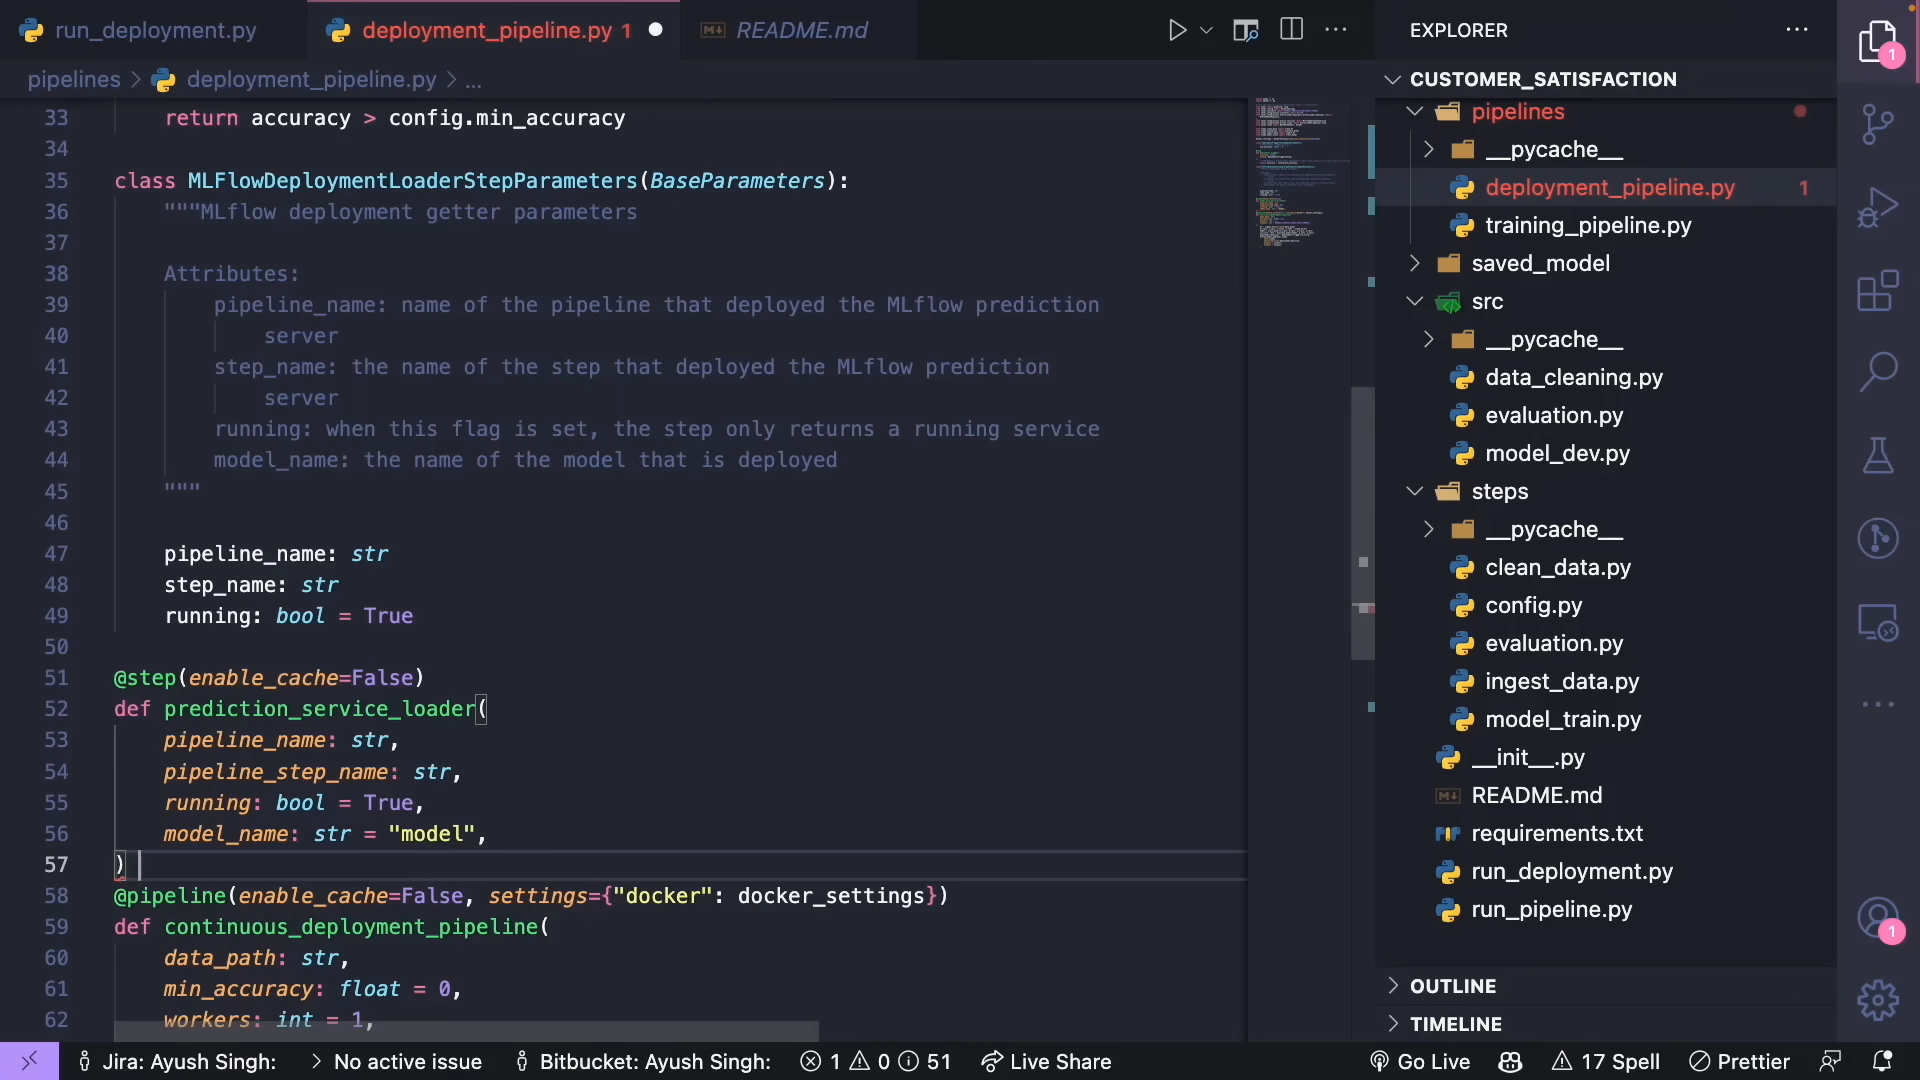 run_deployment.py
deployment_pipeline.py 1
README.md
EXPLORER
pipelines > deployment_pipeline.py > ...
CUSTOMER_SATISFACTION
33 return accuracy > config.min_accuracy
34
35 class MLFlowDeploymentLoaderStepParameters(BaseParameters):
36 """MLflow deployment getter parameters
37
38 Attributes:
39 pipeline_name: name of the pipeline that deployed the MLflow prediction
40 server
41 step_name: the name of the step that deployed the MLflow prediction
42 server
43 running: when this flag is set, the step only returns a running service
44 model_name: the name of the model that is deployed
45 """
46
47 pipeline_name: str
48 step_name: str
49 running: bool = True
50
51 @step(enable_cache=False)
52 def prediction_service_loader(
53 pipeline_name: str,
54 pipeline_step_name: str,
55 running: bool = True,
56 model_name: str = "model",
57 )
58 @pipeline(enable_cache=False, settings={"docker": docker_settings})
59 def continuous_deployment_pipeline(
60 data_path: str,
61 min_accuracy: float = 0,
62 workers: int = 1,
pipelines
__pycache__
deployment_pipeline.py 1
training_pipeline.py
saved_model
src
__pycache__
data_cleaning.py
evaluation.py
model_dev.py
steps
__pycache__
clean_data.py
config.py
evaluation.py
ingest_data.py
model_train.py
__init__.py
README.md
requirements.txt
run_deployment.py
run_pipeline.py
OUTLINE
TIMELINE
1
1
Jira: Ayush Singh: > No active issue Bitbucket: Ayush Singh: 1 0 51 Live Share Go Live 17 Spell Prettier